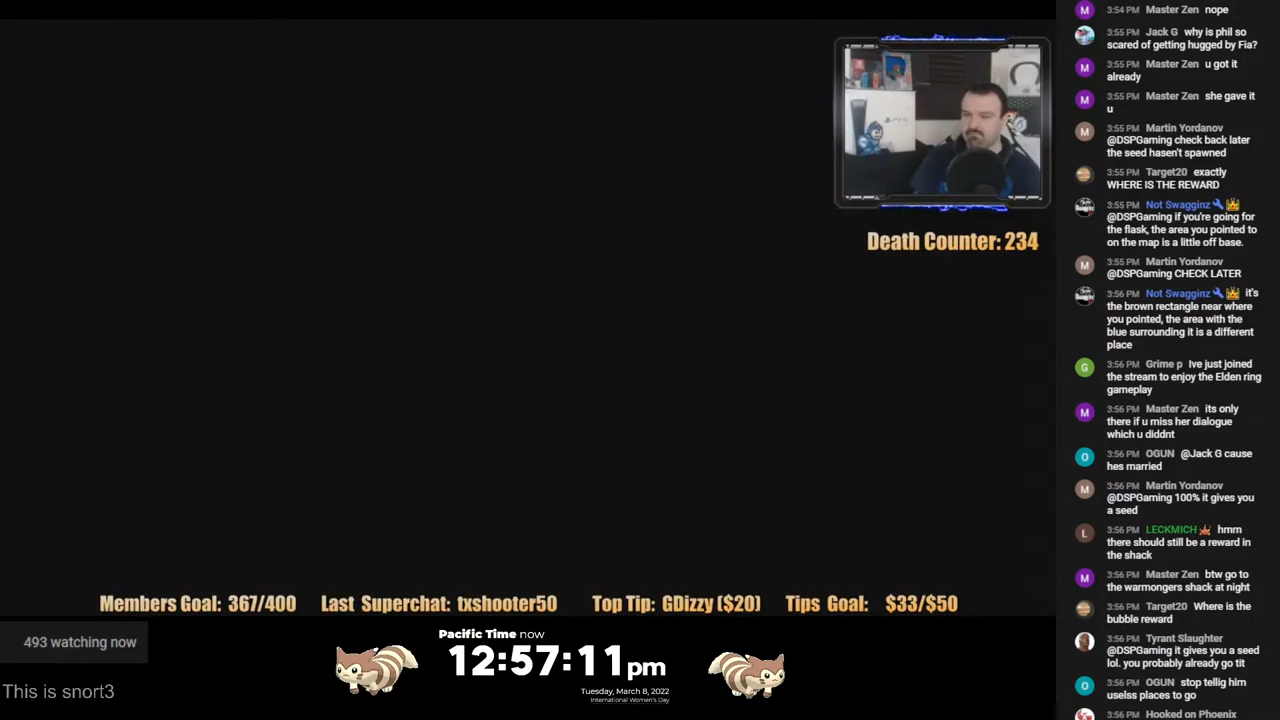 PS5
Death Counter: 234
Members Goal: 367/400
Last Superchat: txshooter50
Top Tip: GDizzy ($20)
Tips Goal: $33/$50
493 watching now
This is snort3
Pacific Time now
12:57:11pm
Tuesday, March 8, 2022
International Women's Day
3:54 PM Master Zen nope
3:55 PM Jack G why is phil so
scared of getting hugged by Fia?
3:55 PM Master Zen u got it
already
3:55 PM Master Zen she gave it
u
3:55 PM Martin Yordanov
@DSPGaming check back later
the seed hasen't spawned
3:55 PM Target20 exactly
WHERE IS THE REWARD
3:55 PM Not Swagginz
@DSPGaming if you're going for
the flask, the area you pointed to
on the map is a little off base.
3:55 PM Martin Yordanov
@DSPGaming CHECK LATER
3:56 PM Not Swagginz it's
the brown rectangle near where
you pointed, the area with the
blue surrounding it is a different
place
3:56 PM Grime p Ive just joined
the stream to enjoy the Elden ring
gameplay
3:56 PM Master Zen its only
there if u miss her dialogue
which u diddnt
3:56 PM OGUN @Jack G cause
hes married
3:56 PM Martin Yordanov
@DSPGaming 100% it gives you
a seed
3:56 PM LECKMICH hmm
there should still be a reward in
the shack
3:56 PM Master Zen btw go to
the warmongers shack at night
3:56 PM Target20 Where is the
bubble reward
3:56 PM Tyrant Slaughter
@DSPGaming it gives you a seed
lol. you probably already go tit
3:56 PM OGUN stop tellig him
uselss places to go
3:56 PM Hooked on Phoenix